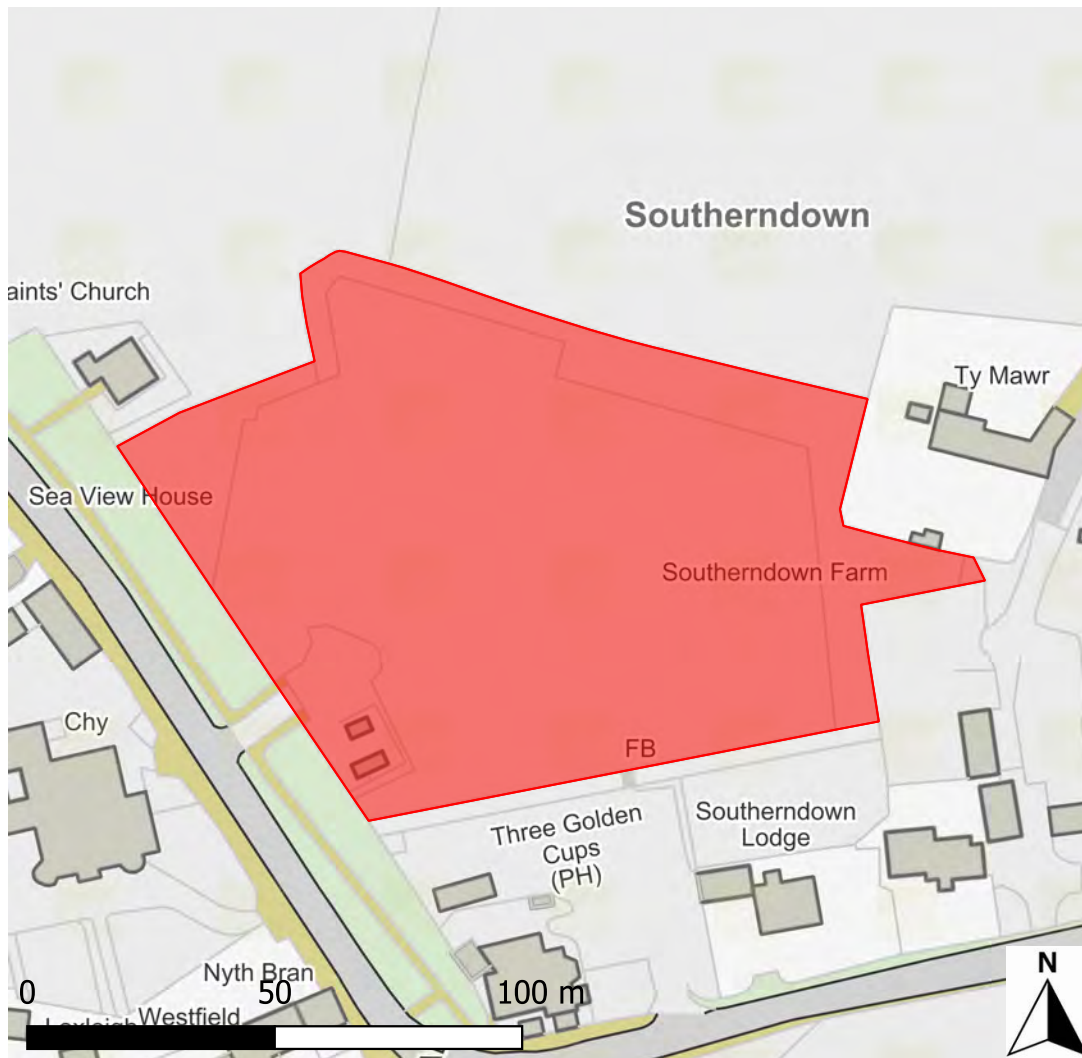 Southerndown
aints' Church
Ty Mawr
Sea View House
Southerndown Farm
Chy
FB
Three Golden
Cups
(PH)
Southerndown
Lodge
Nyth Bran
Westfield
0
50
100 m
N